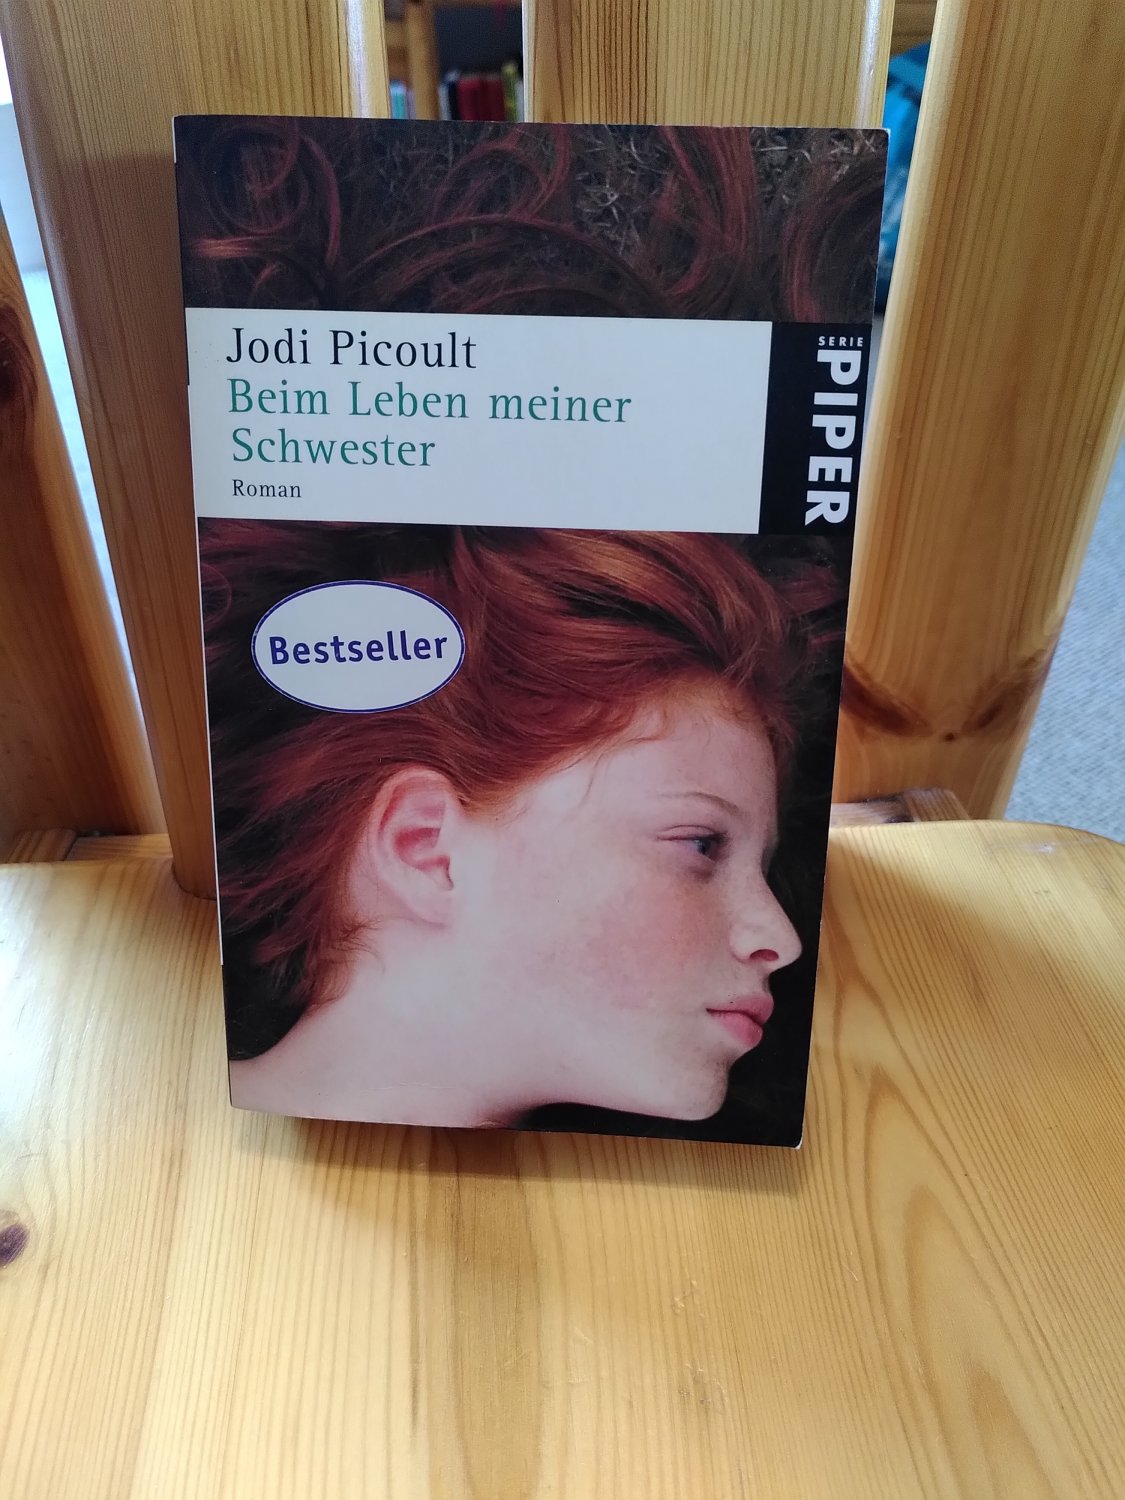 Jodi Picoult
Beim Leben meiner
Schwester
Roman
SERIE
PIPER
Bestseller